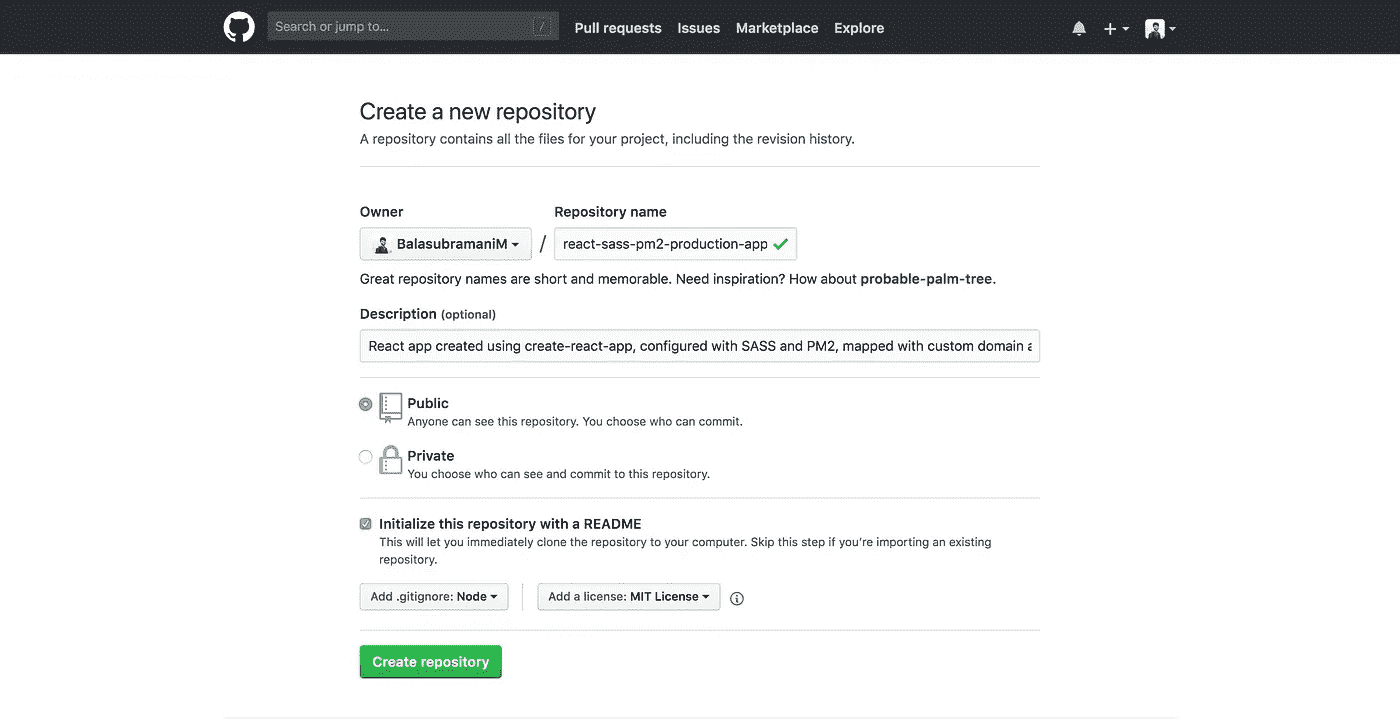 Search or jump to... /
Pull requests Issues Marketplace Explore
Create a new repository
A repository contains all the files for your project, including the revision history.
Owner Repository name
BalasubramaniM / react-sass-pm2-production-app
Great repository names are short and memorable. Need inspiration? How about probable-palm-tree.
Description (optional)
React app created using create-react-app, configured with SASS and PM2, mapped with custom domain a
Public
Anyone can see this repository. You choose who can commit.
Private
You choose who can see and commit to this repository.
Initialize this repository with a README
This will let you immediately clone the repository to your computer. Skip this step if you’re importing an existing
repository.
Add .gitignore: Node Add a license: MIT License
Create repository